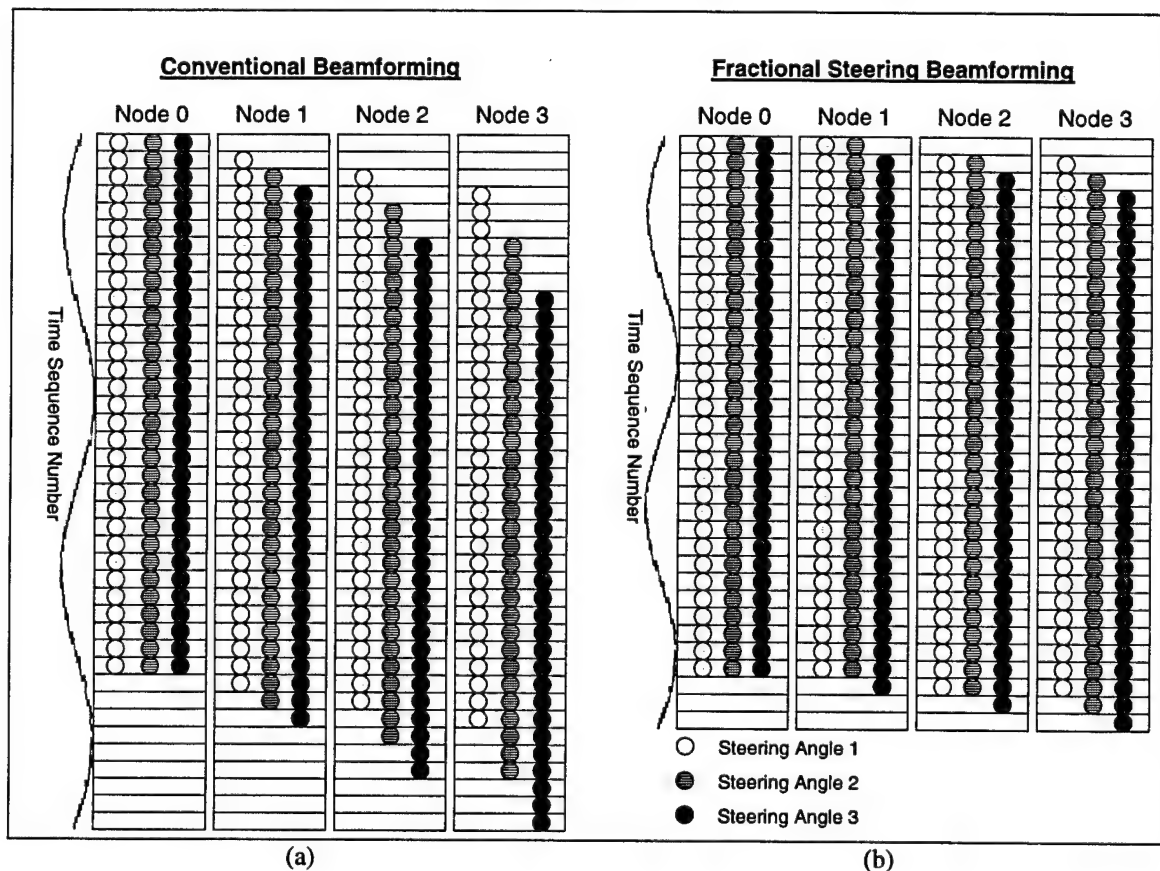 Conventional Beamforming
Node 0 Node 1 Node 2 Node 3
Time Sequence Number
Fractional Steering Beamforming
Node 0 Node 1 Node 2 Node 3
Time Sequence Number
Steering Angle 1
Steering Angle 2
Steering Angle 3
(a)
(b)